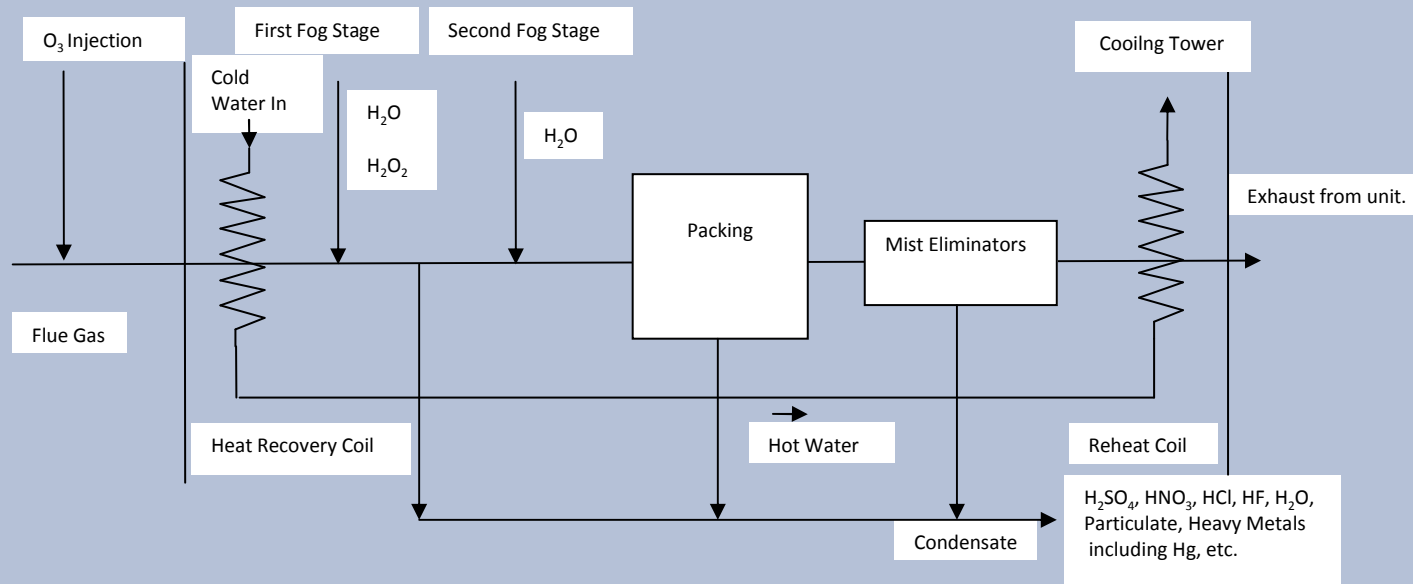 O₃ Injection
First Fog Stage
Second Fog Stage
Cooilng Tower
Cold
Water In
H₂O
H₂O₂
H₂O
Exhaust from unit.
Packing
Mist Eliminators
Flue Gas
Heat Recovery Coil
Hot Water
Reheat Coil
H₂SO₄, HNO₃, HCl, HF, H₂O,
Particulate, Heavy Metals
including Hg, etc.
Condensate